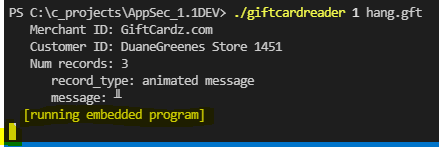 PS C:\c_projects\AppSec_1.1DEV> ./giftcardreader 1 hang.gft
Merchant ID: GiftCardz.com
Customer ID: DuaneGreenes Store 1451
Num records: 3
record_type: animated message
message: ╨
[running embedded program]